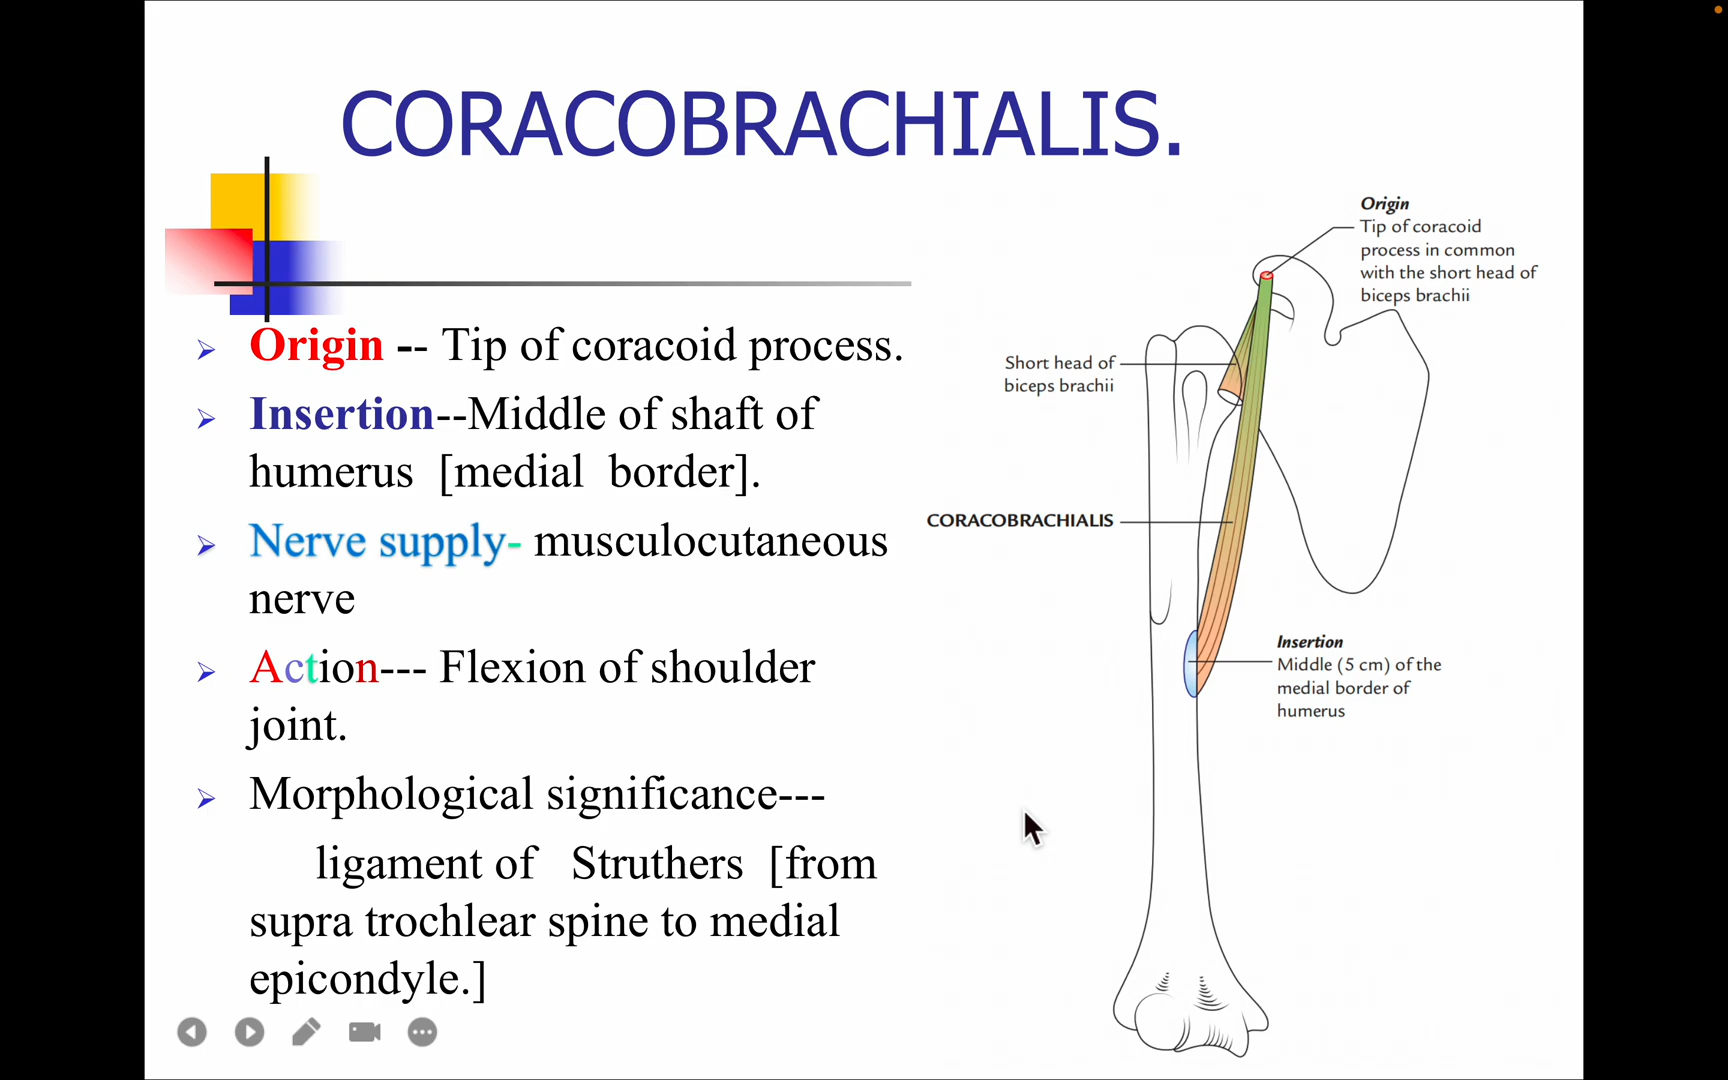 CORACOBRACHIALIS.
Origin -- Tip of coracoid process.
Insertion--Middle of shaft of
humerus [medial border].
Nerve supply- musculocutaneous
nerve
Action--- Flexion of shoulder
joint.
Morphological significance---
ligament of Struthers [from
supra trochlear spine to medial
epicondyle.]
Origin
Tip of coracoid
process in common
with the short head of
biceps brachii
Short head of
biceps brachii
CORACOBRACHIALIS
Insertion
Middle (5 cm) of the
medial border of
humerus